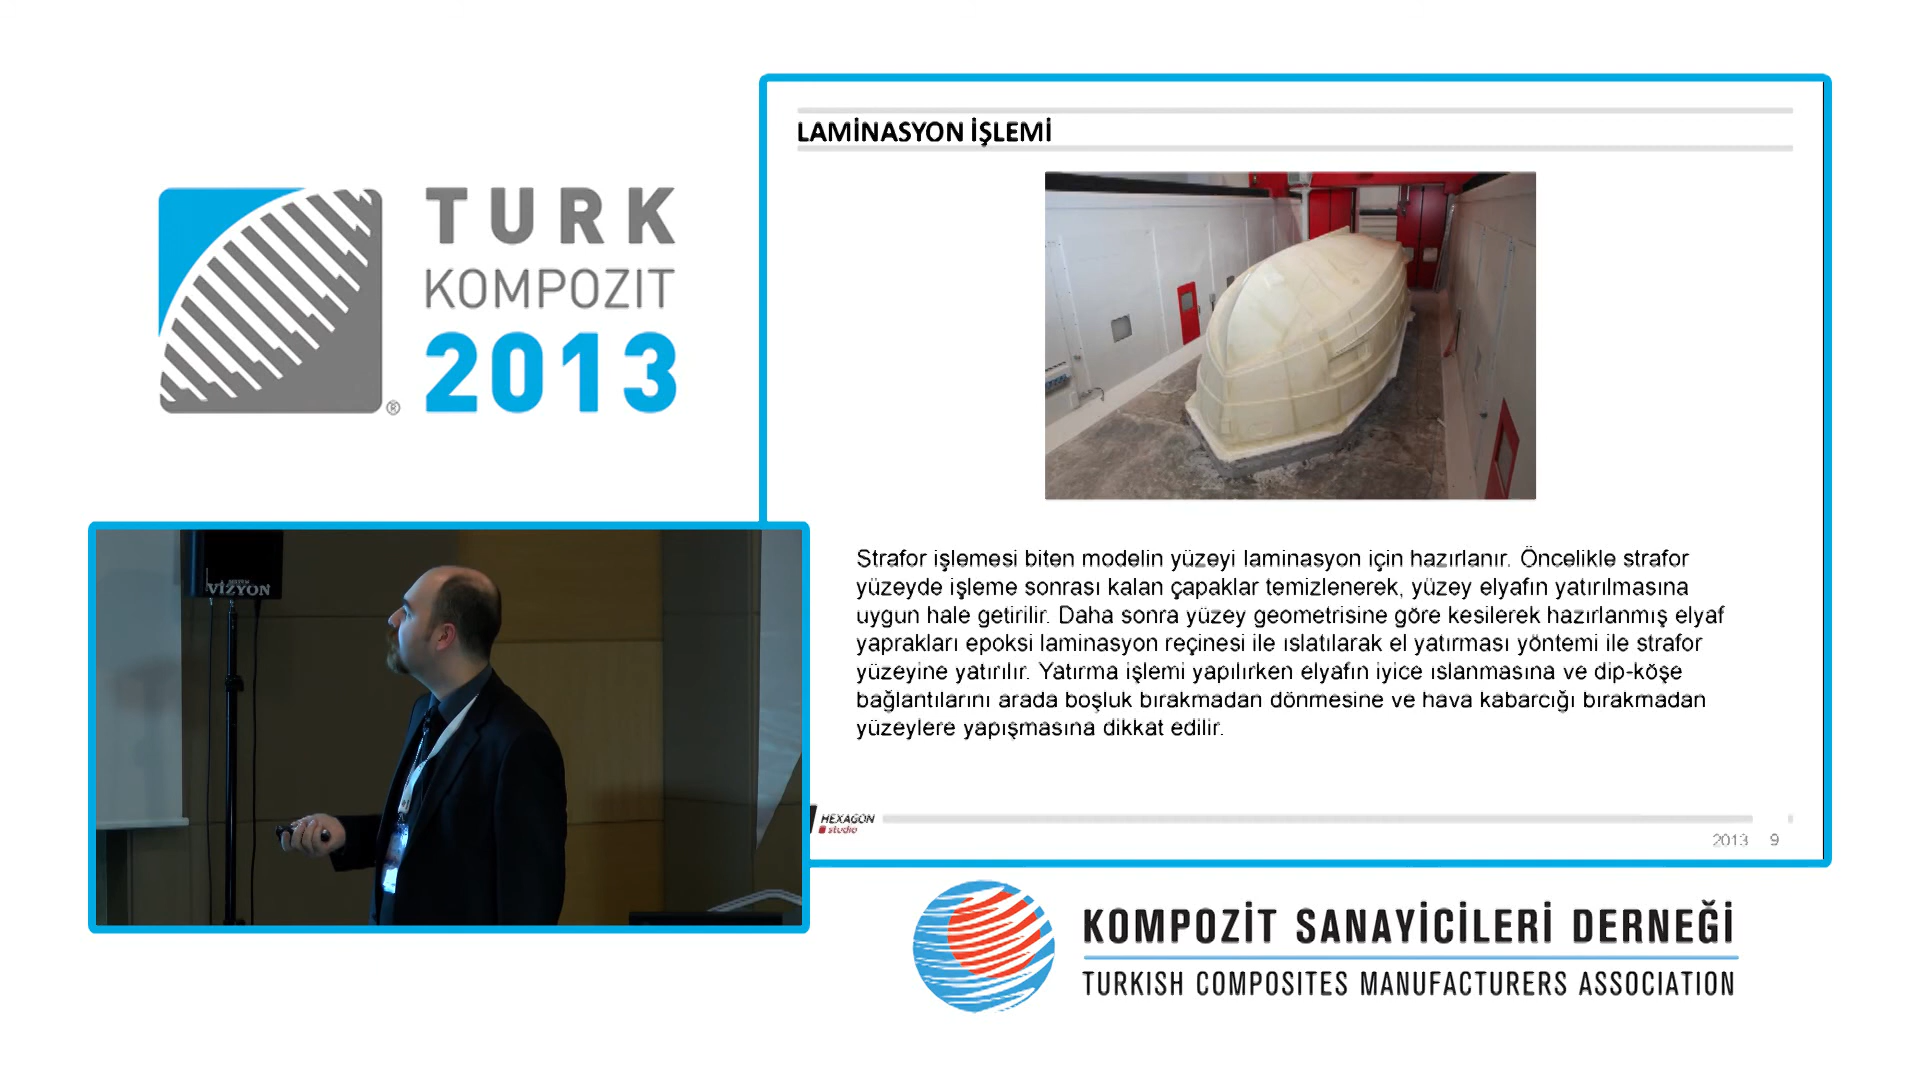 TURK
KOMPOZIT
2013
®
LAMİNASYON İŞLEMİ
Strafor işlemesi biten modelin yüzeyi laminasyon için hazırlanır. Öncelikle strafor
yüzeyde işleme sonrası kalan çapaklar temizlenerek, yüzey elyafın yatırılmasına
uygun hale getirilir. Daha sonra yüzey geometrisine göre kesilerek hazırlanmış elyaf
yaprakları epoksi laminasyon reçinesi ile ıslatılarak el yatırması yöntemi ile strafor
yüzeyine yatırılır. Yatırma işlemi yapılırken elyafın iyice ıslanmasına ve dip-köşe
bağlantılarını arada boşluk bırakmadan dönmesine ve hava kabarcığı bırakmadan
yüzeylere yapışmasına dikkat edilir.
HEXAGON
studio
2013 9
VİZYON
KOMPOZİT SANAYİCİLERİ DERNEĞİ
TURKISH COMPOSITES MANUFACTURERS ASSOCIATION